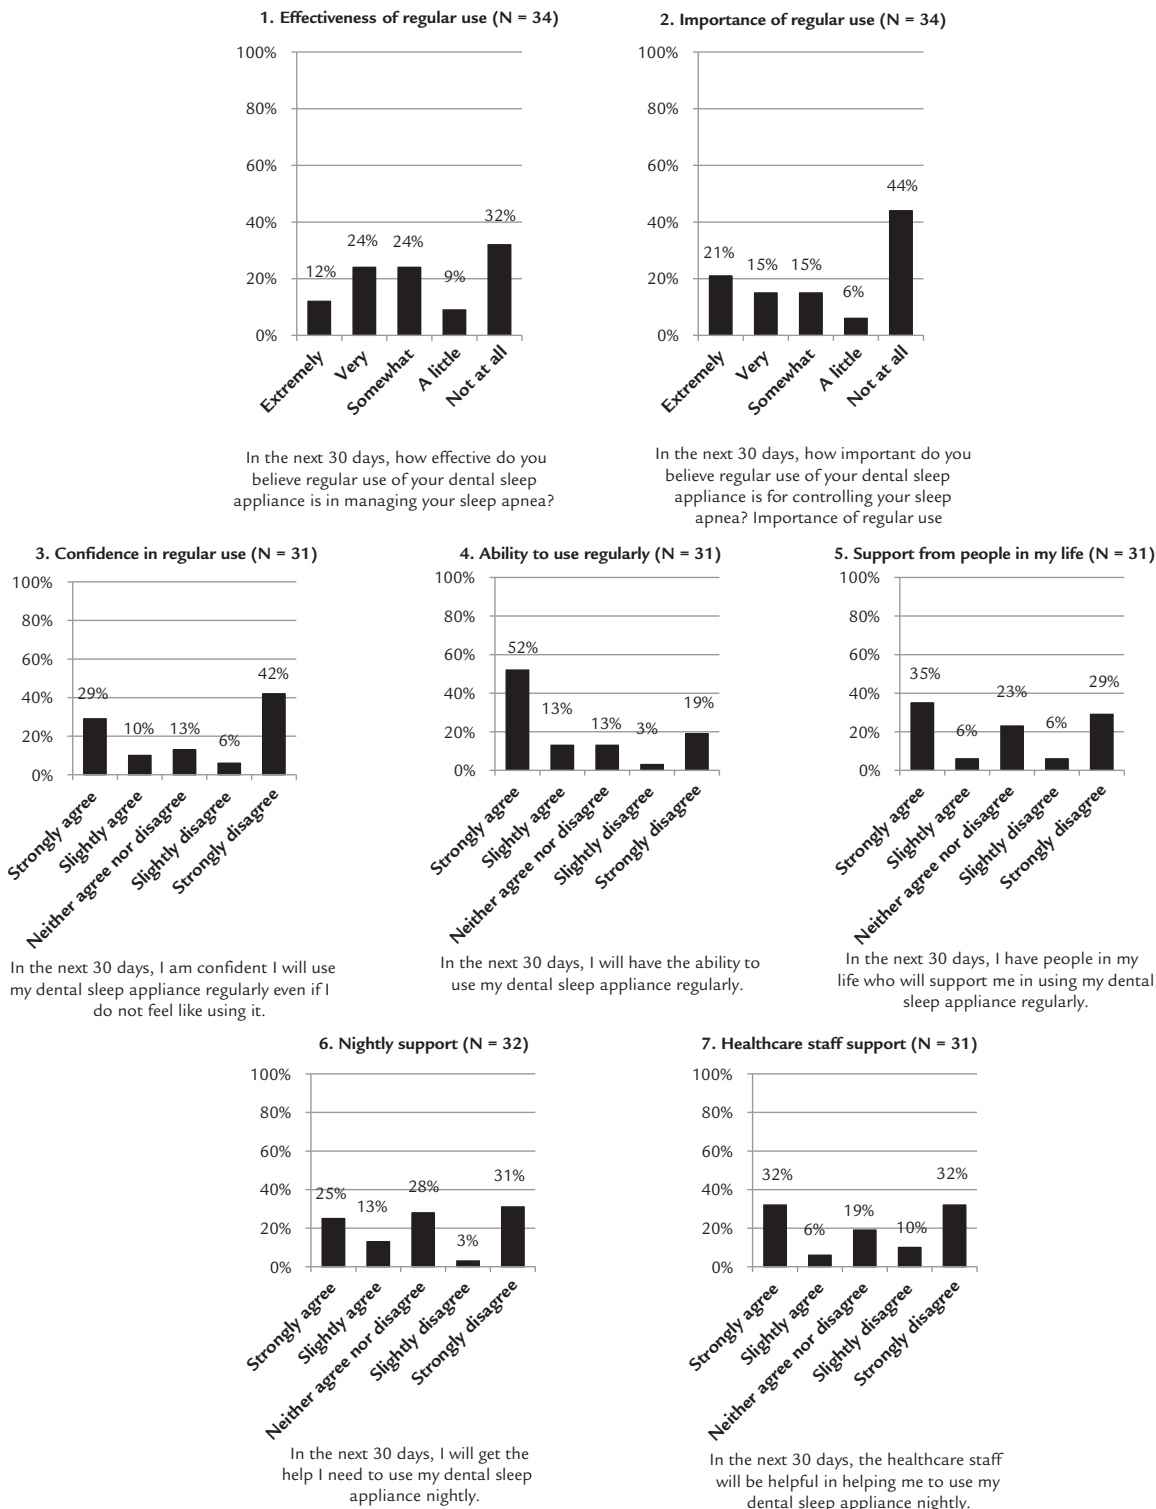 1. Effectiveness of regular use (N = 34)
100%
80%
60%
40%
20%
0%
12%
24%
24%
9%
32%
Extremely
Very
Somewhat
A little
Not at all
In the next 30 days, how effective do you
believe regular use of your dental sleep
appliance is in managing your sleep apnea?
2. Importance of regular use (N = 34)
100%
80%
60%
40%
20%
0%
21%
15%
15%
6%
44%
Extremely
Very
Somewhat
A little
Not at all
In the next 30 days, how important do you
believe regular use of your dental sleep
appliance is for controlling your sleep
apnea? Importance of regular use
3. Confidence in regular use (N = 31)
100%
80%
60%
40%
20%
0%
29%
10%
13%
6%
42%
Strongly agree
Slightly agree
Neither agree nor disagree
Slightly disagree
Strongly disagree
In the next 30 days, I am confident I will use
my dental sleep appliance regularly even if I
do not feel like using it.
4. Ability to use regularly (N = 31)
100%
80%
60%
40%
20%
0%
52%
13%
13%
3%
19%
Strongly agree
Slightly agree
Neither agree nor disagree
Slightly disagree
Strongly disagree
In the next 30 days, I will have the ability to
use my dental sleep appliance regularly.
5. Support from people in my life (N = 31)
100%
80%
60%
40%
20%
0%
35%
6%
23%
6%
29%
Strongly agree
Slightly agree
Neither agree nor disagree
Slightly disagree
Strongly disagree
In the next 30 days, I have people in my
life who will support me in using my dental
sleep appliance regularly.
6. Nightly support (N = 32)
100%
80%
60%
40%
20%
0%
25%
13%
28%
3%
31%
Strongly agree
Slightly agree
Neither agree nor disagree
Slightly disagree
Strongly disagree
In the next 30 days, I will get the
help I need to use my dental sleep
appliance nightly.
7. Healthcare staff support (N = 31)
100%
80%
60%
40%
20%
0%
32%
6%
19%
10%
32%
Strongly agree
Slightly agree
Neither agree nor disagree
Slightly disagree
Strongly disagree
In the next 30 days, the healthcare staff
will be helpful in helping me to use my
dental sleep appliance nightly.